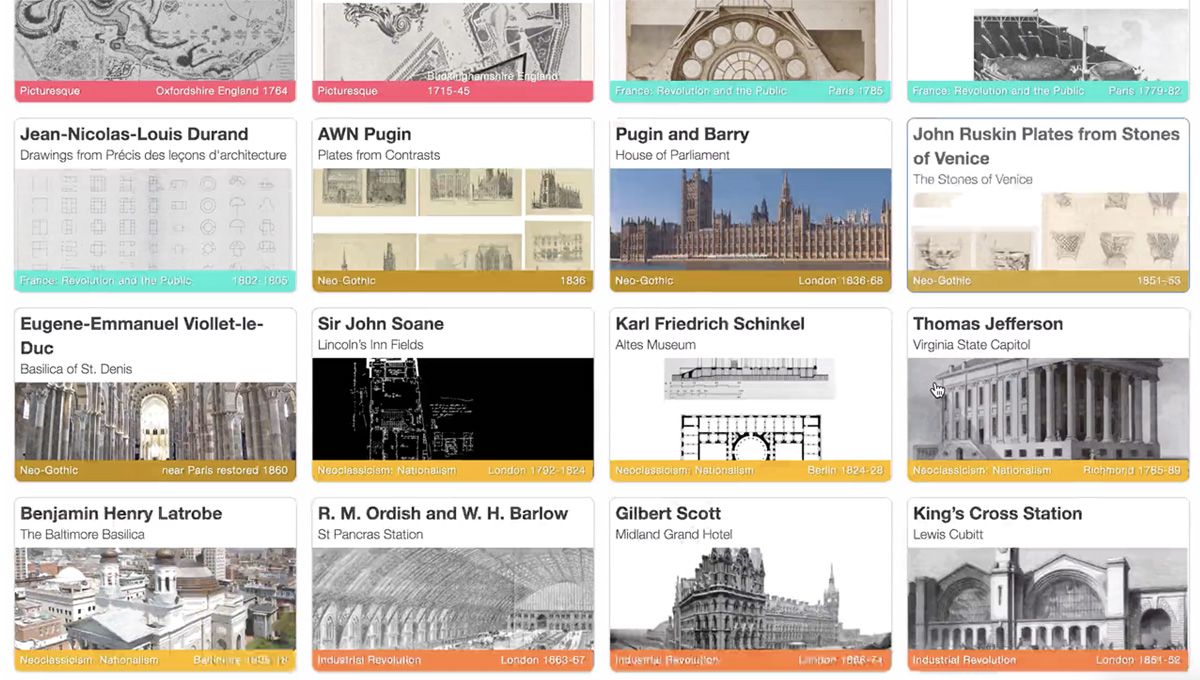 Picturesque
Oxfordshire England 1764
Buckinghamshire England
Picturesque
1715-45
France: Revolution and the Public
Paris 1785
France: Revolution and the Public
Paris 1779-82
Jean-Nicolas-Louis Durand
Drawings from Précis des leçons d'architecture
France: Revolution and the Public
1802-1805
AWN Pugin
Plates from Contrasts
Neo-Gothic
1836
Pugin and Barry
House of Parliament
Neo-Gothic
London 1836-68
John Ruskin Plates from Stones
of Venice
The Stones of Venice
Neo-Gothic
1851-53
Eugene-Emmanuel Viollet-le-
Duc
Basilica of St. Denis
Neo-Gothic
near Paris restored 1860
Sir John Soane
Lincoln's Inn Fields
Neoclassicism: Nationalism
London 1792-1824
Karl Friedrich Schinkel
Altes Museum
Neoclassicism: Nationalism
Berlin 1824-28
Thomas Jefferson
Virginia State Capitol
Neoclassicism: Nationalism
Richmond 1785-89
Benjamin Henry Latrobe
The Baltimore Basilica
Neoclassicism: Nationalism
Baltimore
R. M. Ordish and W. H. Barlow
St Pancras Station
Industrial Revolution
London 1863-67
Gilbert Scott
Midland Grand Hotel
Industrial Revolution
London
King's Cross Station
Lewis Cubitt
Industrial Revolution
London 1851-52